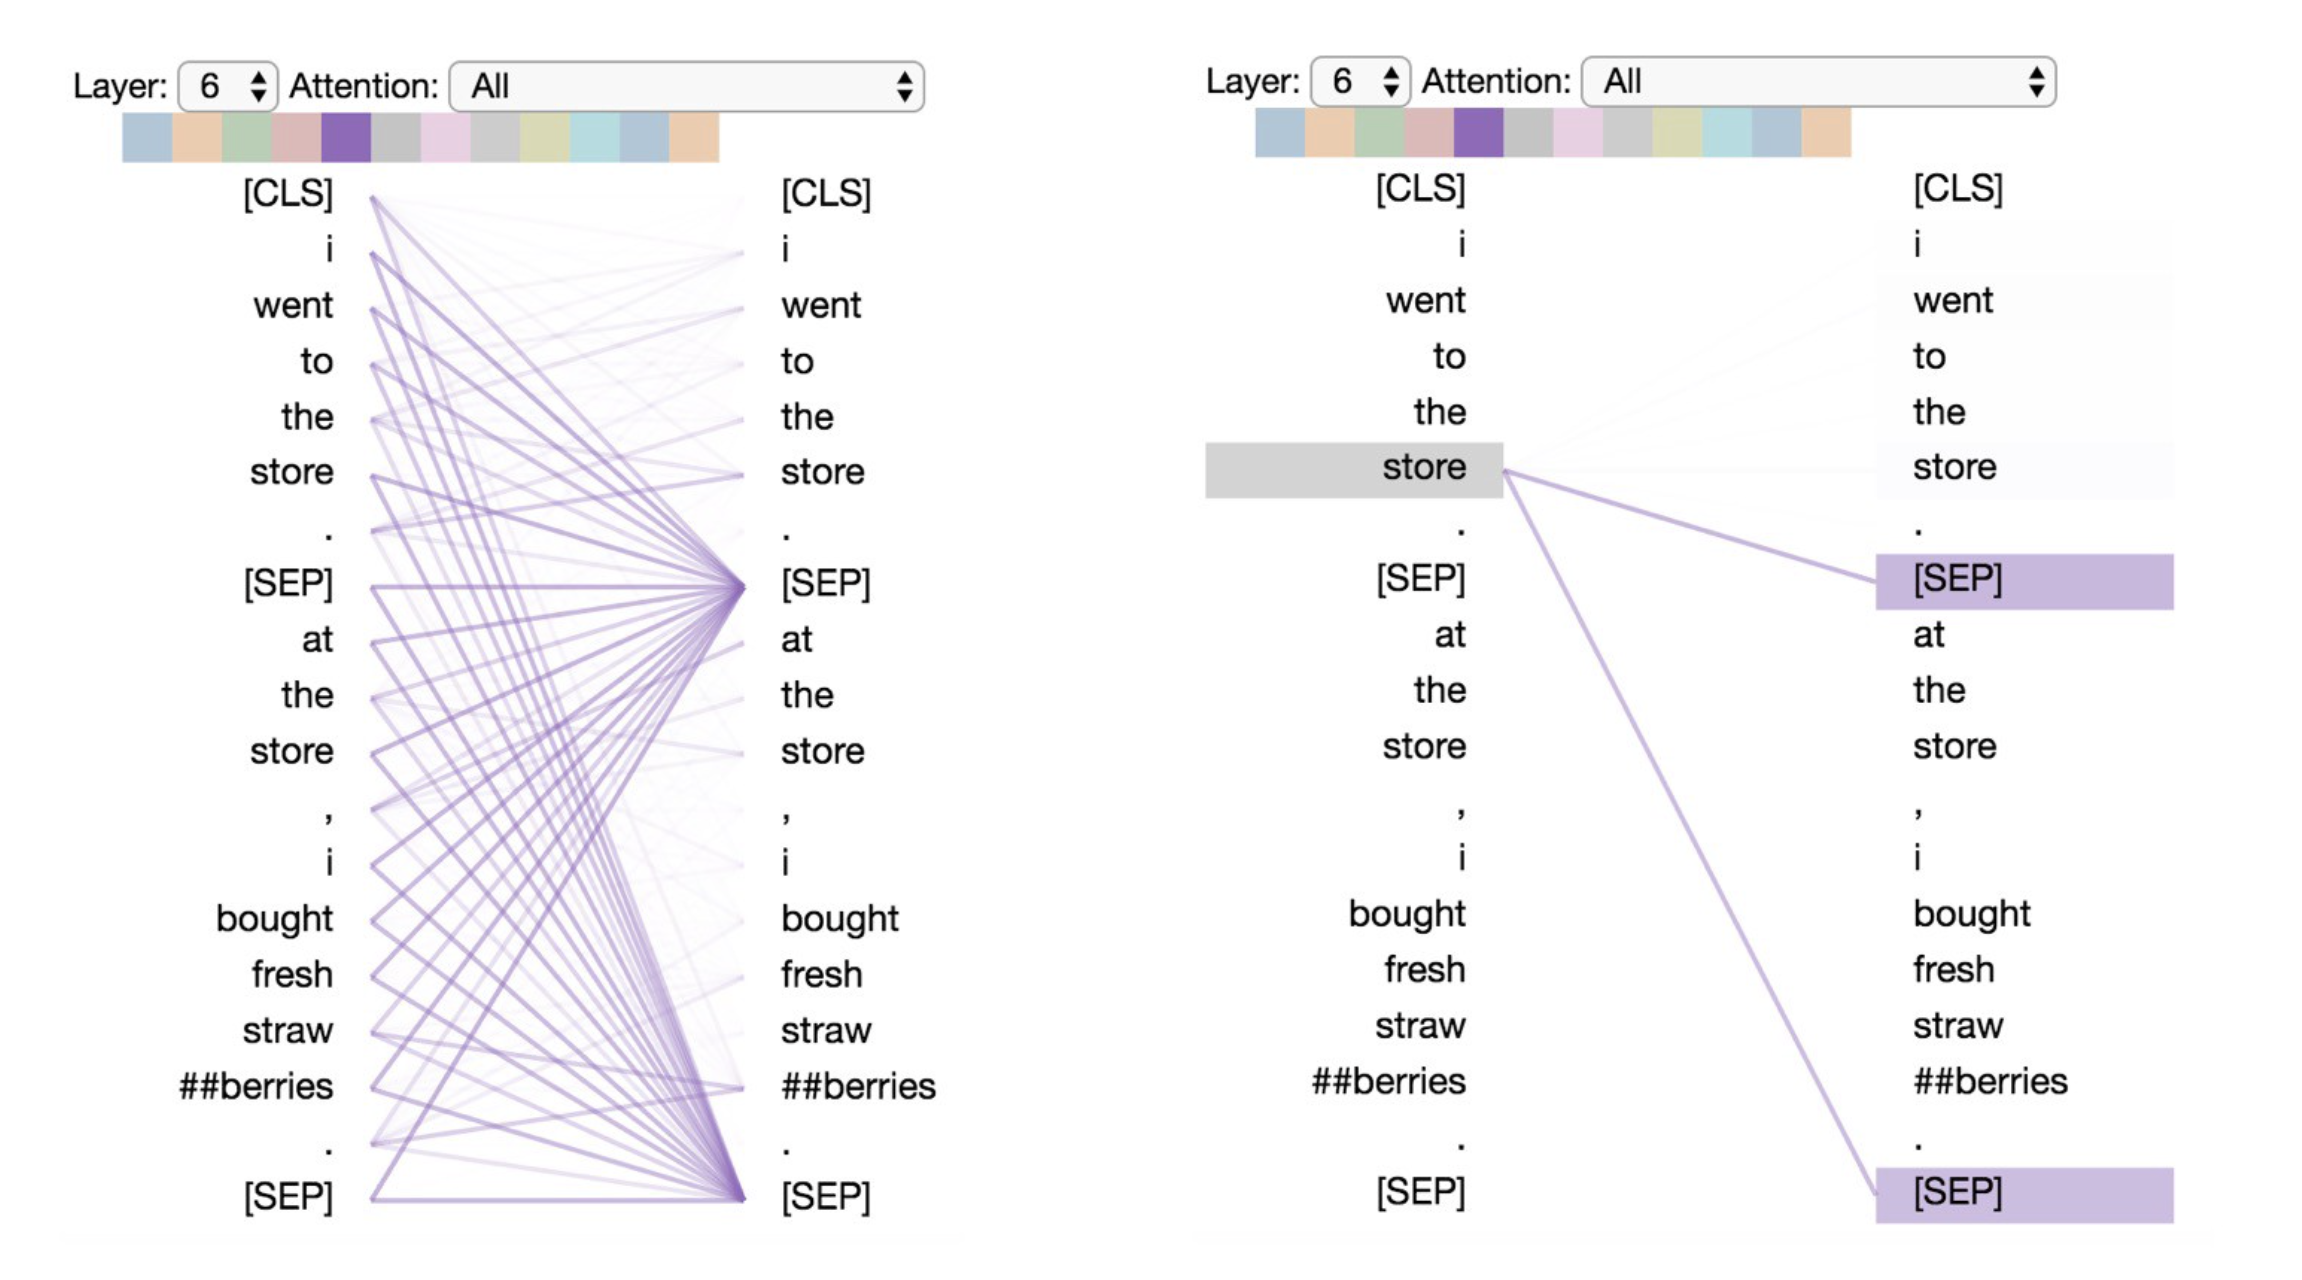 Layer: 6 Attention: All
[CLS] [CLS]
i i
went went
to to
the the
store store
. .
[SEP] [SEP]
at at
the the
store store
, ,
i i
bought bought
fresh fresh
straw straw
##berries ##berries
. .
[SEP] [SEP]
Layer: 6 Attention: All
[CLS] [CLS]
i i
went went
to to
the the
store store
. .
[SEP] [SEP]
at at
the the
store store
, ,
i i
bought bought
fresh fresh
straw straw
##berries ##berries
. .
[SEP] [SEP]